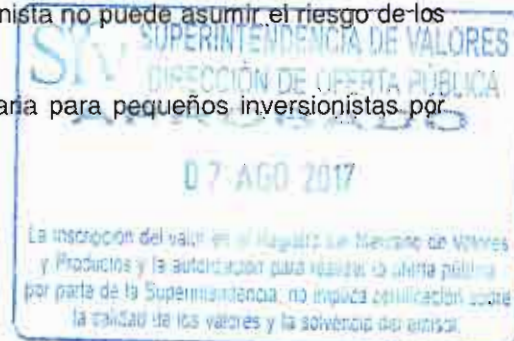 nista no puede asumir el riesgo de los
SIV SUPERINTENDENCIA DE VALORES
DIRECCIÓN DE OFERTA PÚBLICA
aria para pequeños inversionistas por
APROBADO
07 AGO 2017
La inscripción del valor en el Registro del Mercado de Valores
y Productos y la autorización para realizar la oferta pública
por parte de la Superintendencia, no implica certificación sobre
la calidad de los valores y la solvencia del emisor.